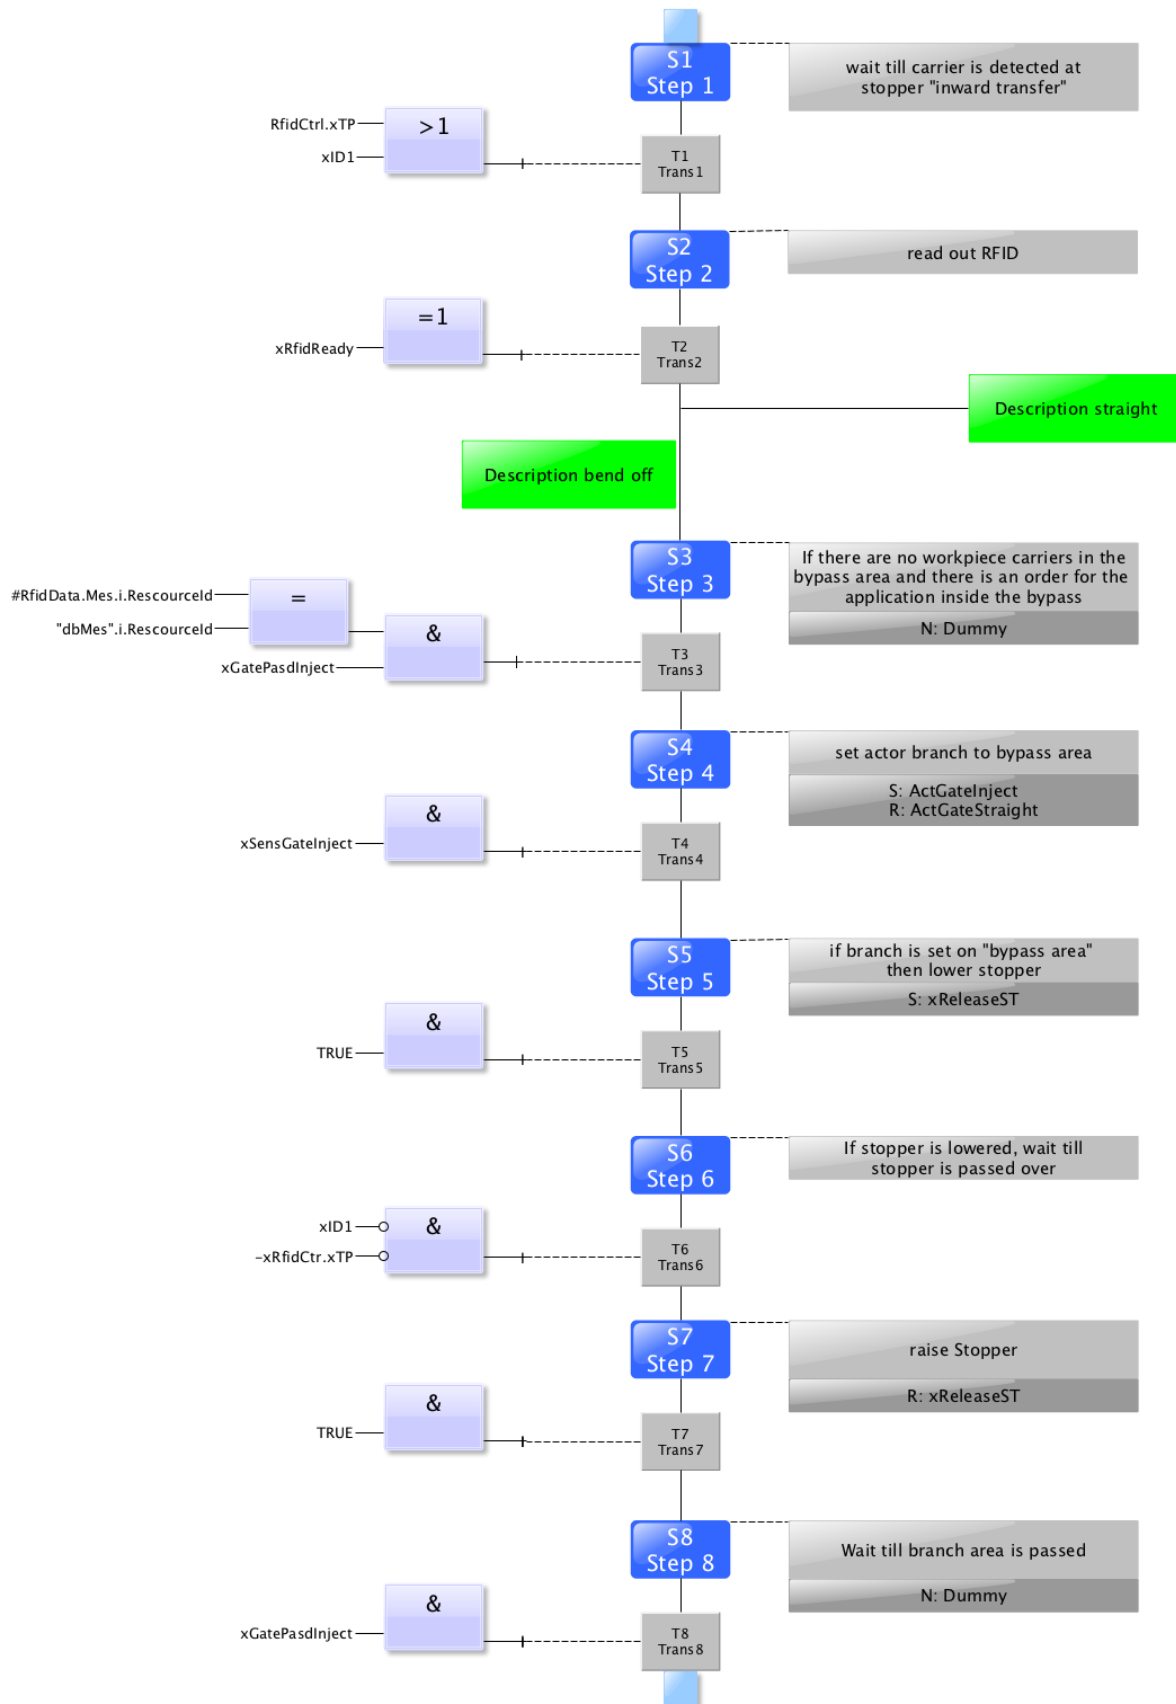 S1
Step 1
wait till carrier is detected at
stopper "inward transfer"
RfidCtrl.xTP
xID1
>1
T1
Trans1
S2
Step 2
read out RFID
=1
xRfidReady
T2
Trans2
Description straight
Description bend off
S3
Step 3
If there are no workpiece carriers in the
bypass area and there is an order for the
application inside the bypass
N: Dummy
#RfidData.Mes.i.RescourceId
"dbMes".i.RescourceId
=
&
xGatePasdInject
T3
Trans3
S4
Step 4
set actor branch to bypass area
S: ActGateInject
R: ActGateStraight
&
xSensGateInject
T4
Trans4
S5
Step 5
if branch is set on "bypass area"
then lower stopper
S: xReleaseST
&
TRUE
T5
Trans5
S6
Step 6
If stopper is lowered, wait till
stopper is passed over
xID1
-xRfidCtr.xTP
&
T6
Trans6
S7
Step 7
raise Stopper
R: xReleaseST
&
TRUE
T7
Trans7
S8
Step 8
Wait till branch area is passed
N: Dummy
&
xGatePasdInject
T8
Trans8